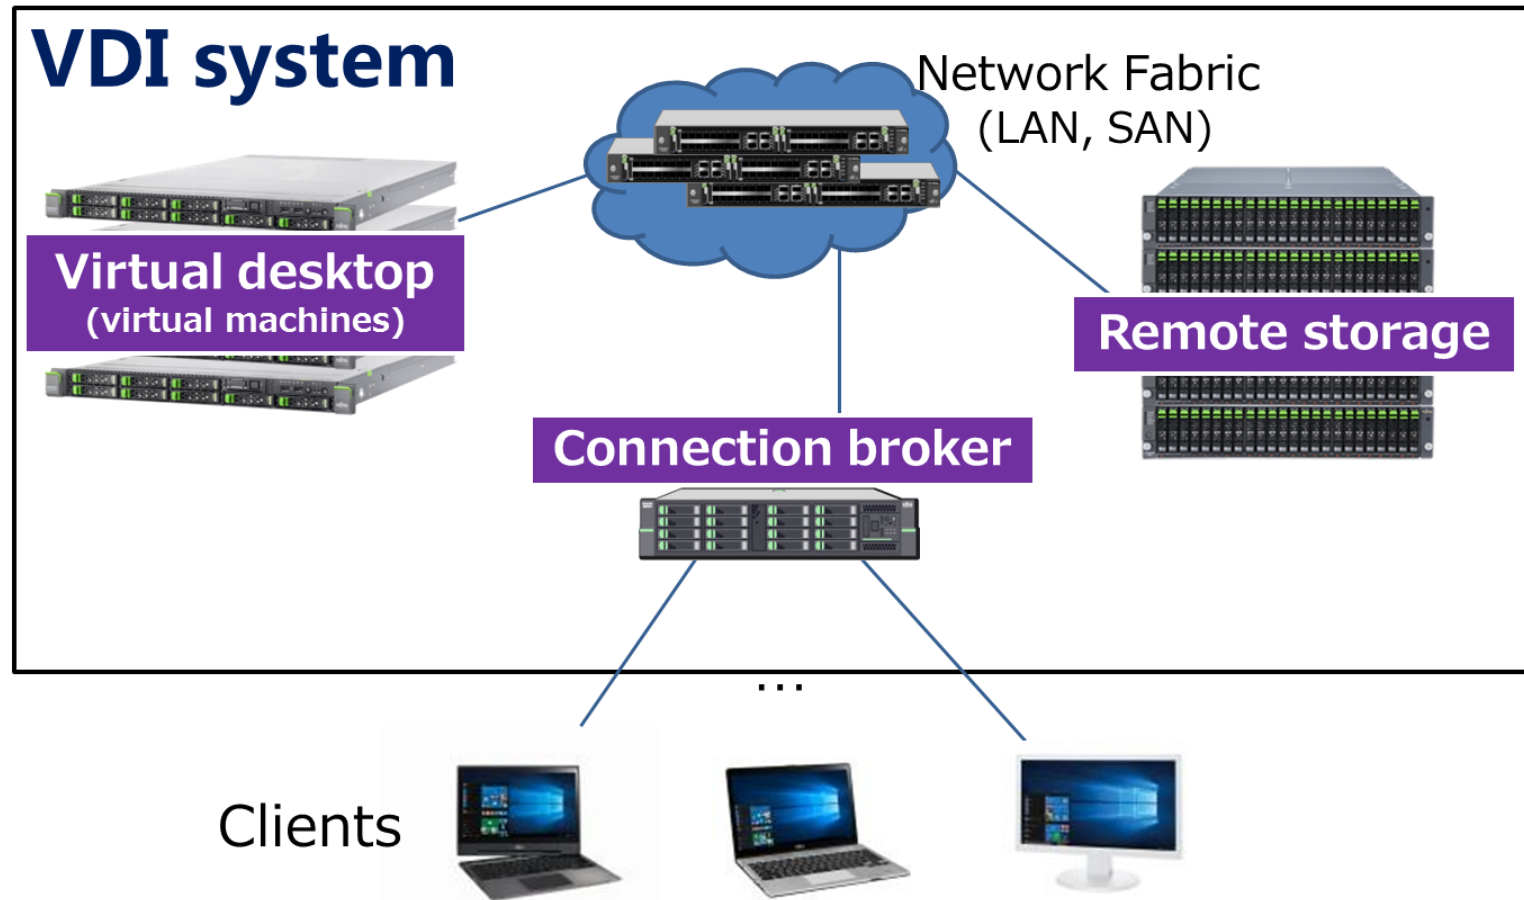 VDI system
Network Fabric
(LAN, SAN)
Virtual desktop
(virtual machines)
Remote storage
Connection broker
...
Clients